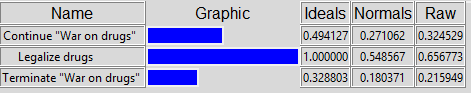 Name Graphic Ideals Normals Raw
Continue "War on drugs" 0.494127 0.271062 0.324529
Legalize drugs 1.000000 0.548567 0.656773
Terminate "War on drugs" 0.328803 0.180371 0.215949